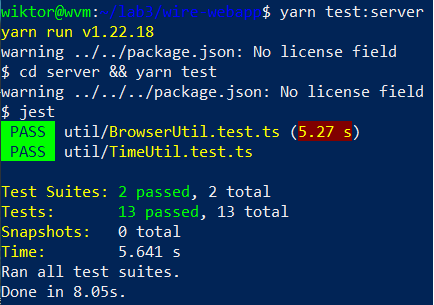 wiktor@wvm:~/lab3/wire-webapp$ yarn test:server
yarn run v1.22.18
warning ../../package.json: No license field
$ cd server && yarn test
warning ../../../package.json: No license field
$ jest
PASS util/BrowserUtil.test.ts (5.27 s)
PASS util/TimeUtil.test.ts
Test Suites: 2 passed, 2 total
Tests: 13 passed, 13 total
Snapshots: 0 total
Time: 5.641 s
Ran all test suites.
Done in 8.05s.